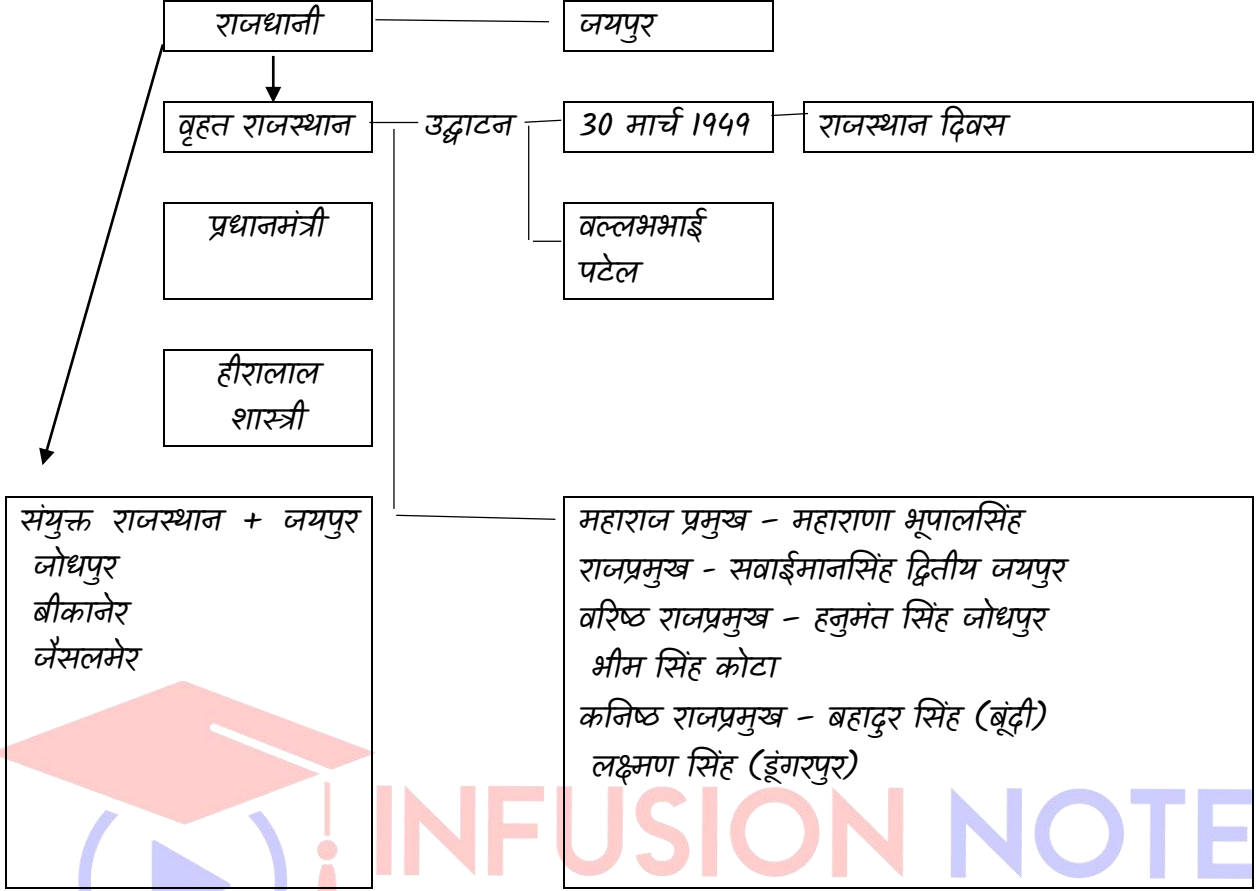 राजधानी
जयपुर
वृहत राजस्थान
उद्घाटन
30 मार्च 1949
राजस्थान दिवस
प्रधानमंत्री
वल्लभभाई
पटेल
हीरालाल
शास्त्री
संयुक्त राजस्थान + जयपुर
जोधपुर
बीकानेर
जैसलमेर
महाराज प्रमुख – महाराणा भूपालसिंह
राजप्रमुख - सवाईमानसिंह द्वितीय जयपुर
वरिष्ठ राजप्रमुख – हनुमंत सिंह जोधपुर
भीम सिंह कोटा
कनिष्ठ राजप्रमुख – बहादुर सिंह (बूंदी)
लक्ष्मण सिंह (डूंगरपुर)
INFUSION NOTE